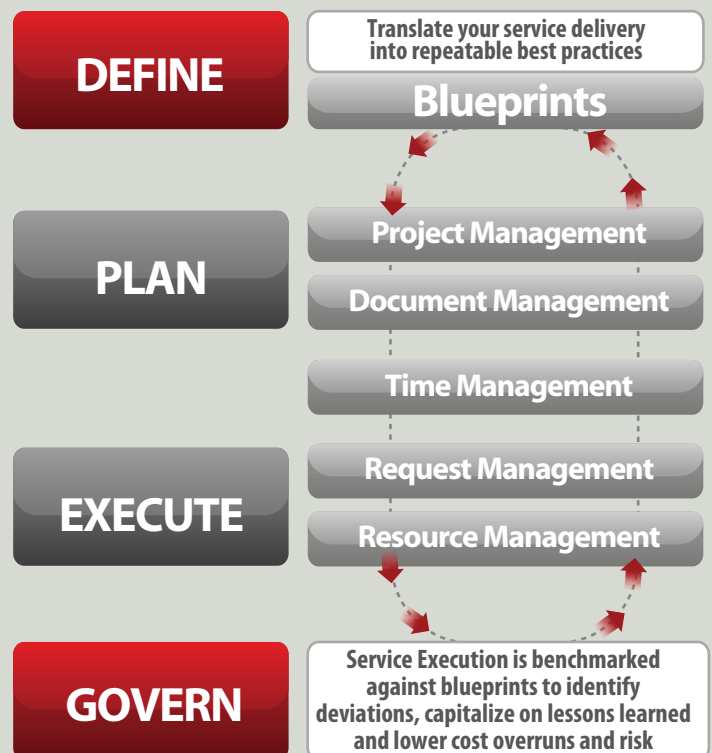 DEFINE
Translate your service delivery
into repeatable best practices
Blueprints
PLAN
Project Management
Document Management
Time Management
EXECUTE
Request Management
Resource Management
GOVERN
Service Execution is benchmarked
against blueprints to identify
deviations, capitalize on lessons learned
and lower cost overruns and risk